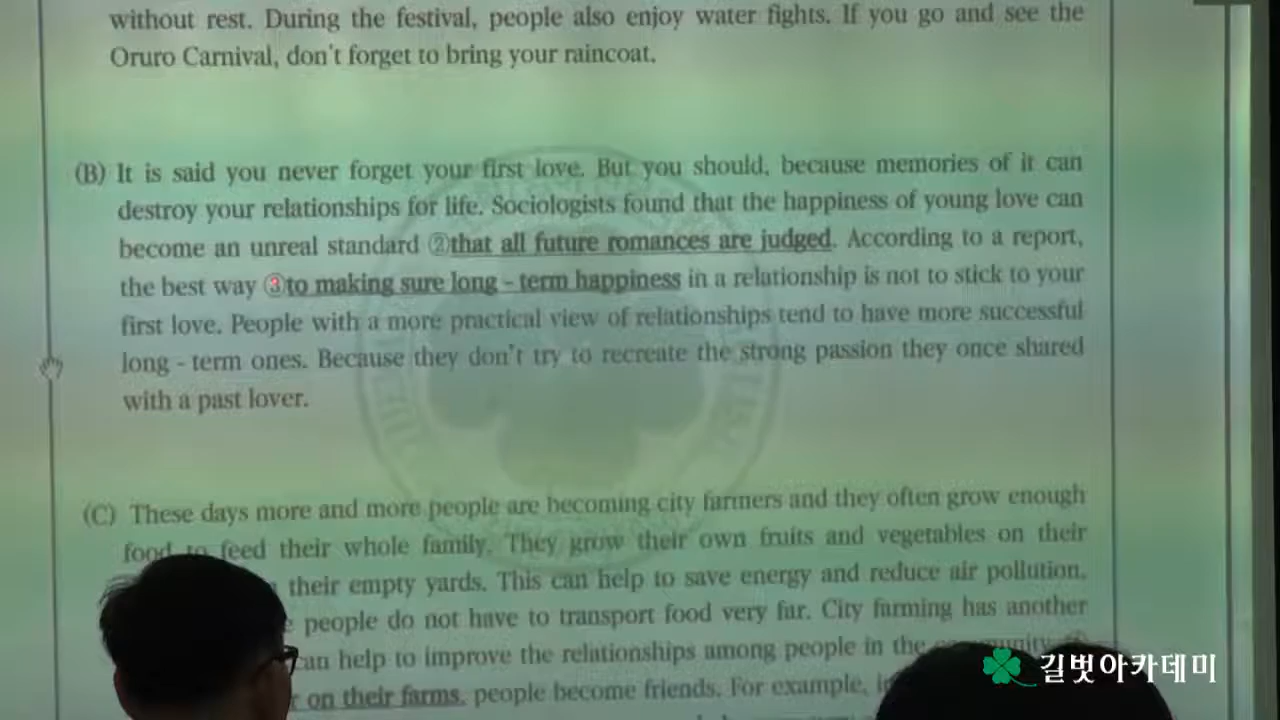 without rest. During the festival, people also enjoy water fights. If you go and see the
Oruro Carnival, don't forget to bring your raincoat.
(B) It is said you never forget your first love. But you should, because memories of it can
destroy your relationships for life. Sociologists found that the happiness of young love can
become an unreal standard ②that all future romances are judged. According to a report,
the best way ③to making sure long - term happiness in a relationship is not to stick to your
first love. People with a more practical view of relationships tend to have more successful
long - term ones. Because they don't try to recreate the strong passion they once shared
with a past lover.
(C) These days more and more people are becoming city farmers and they often grow enough
food to feed their whole family. They grow their own fruits and vegetables on their
their empty yards. This can help to save energy and reduce air pollution.
people do not have to transport food very far. City farming has another
can help to improve the relationships among people in the
on their farms, people become friends. For example,
길벗아카데미